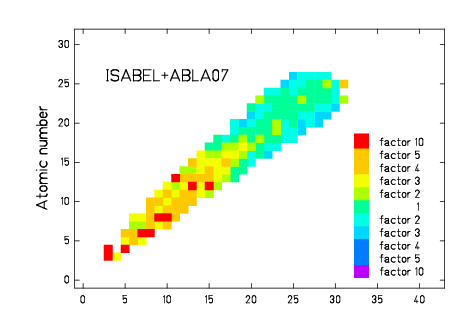 30
ISABEL+ABLA07
25
20
Atomic number
15
10
5
0
factor 10
factor 5
factor 4
factor 3
factor 2
1
factor 2
factor 3
factor 4
factor 5
factor 10
0 5 10 15 20 25 30 35 40